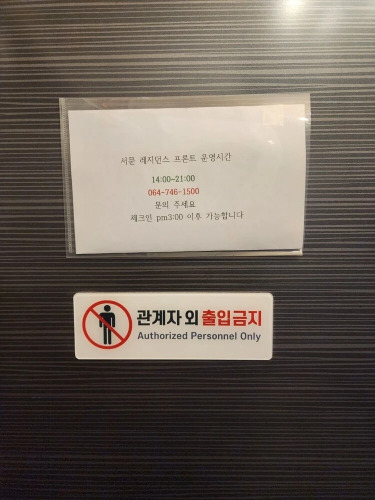 서문 레지던스 프론트 운영시간
14:00~21:00
064-746-1500
문의 주세요
체크인 pm3:00 이후 가능합니다
관계자 외 출입금지
Authorized Personnel Only